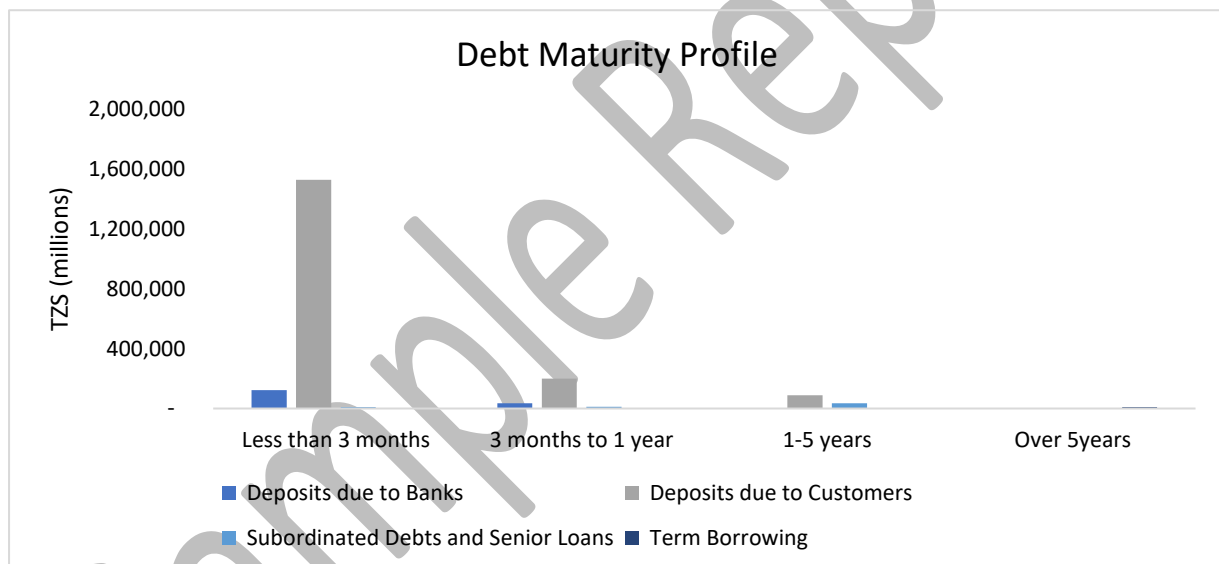 Debt Maturity Profile
2,000,000
1,600,000
1,200,000
800,000
400,000
-
TZS (millions)
Less than 3 months 3 months to 1 year 1-5 years Over 5years
Deposits due to Banks Deposits due to Customers
Subordinated Debts and Senior Loans Term Borrowing
ample Rep